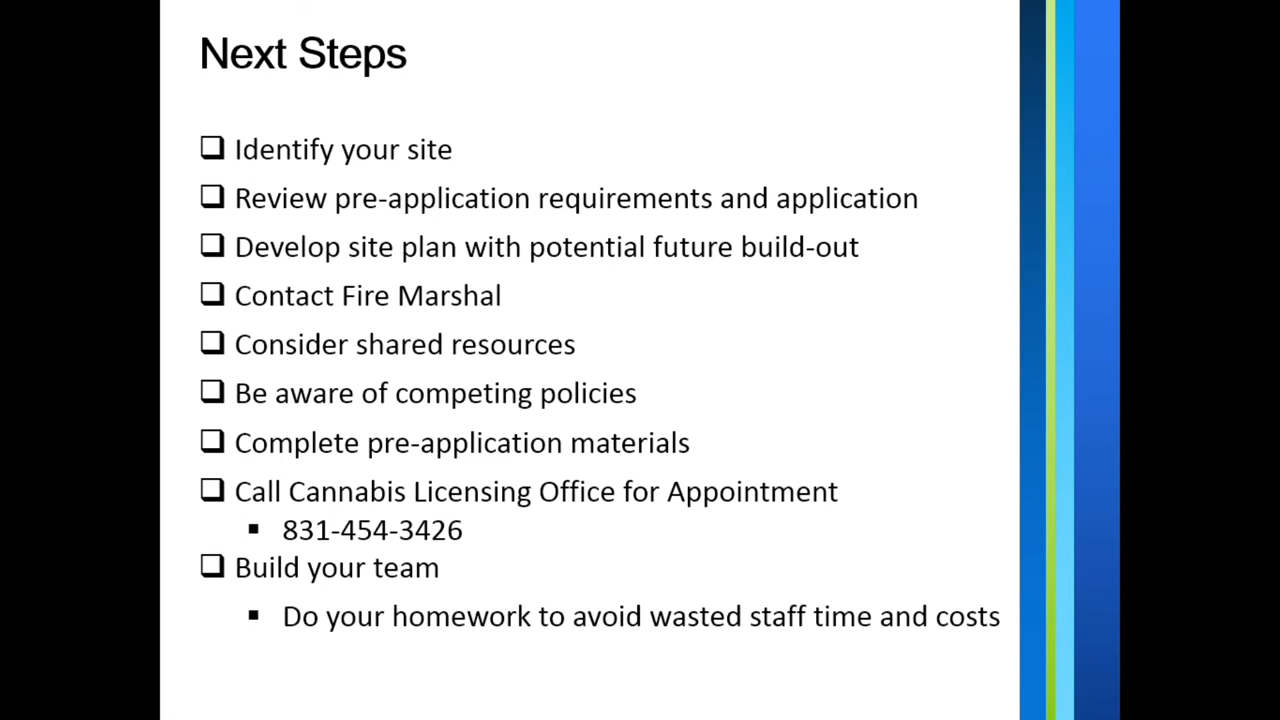 Next Steps
❑ Identify your site
❑ Review pre-application requirements and application
❑ Develop site plan with potential future build-out
❑ Contact Fire Marshal
❑ Consider shared resources
❑ Be aware of competing policies
❑ Complete pre-application materials
❑ Call Cannabis Licensing Office for Appointment
▪ 831-454-3426
❑ Build your team
▪ Do your homework to avoid wasted staff time and costs